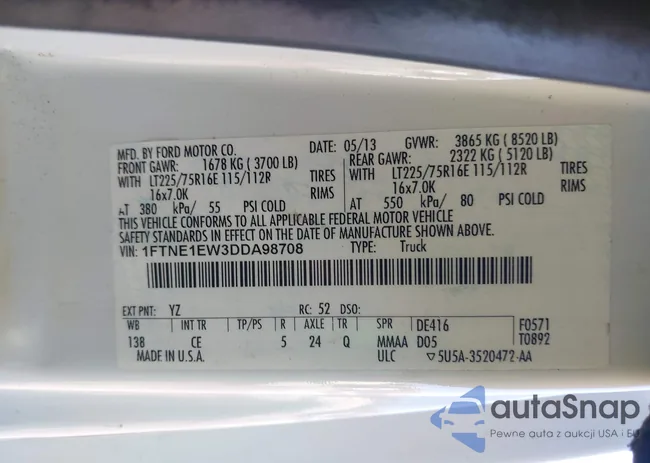 MFD. BY FORD MOTOR CO. DATE: 05/13 GVWR: 3865 KG ( 8520 LB)
FRONT GAWR: 1678 KG ( 3700 LB) REAR GAWR: 2322 KG ( 5120 LB)
WITH LT225/75R16E 115/112R TIRES WITH LT225/75R16E 115/112R TIRES
16x7.0K RIMS 16x7.0K RIMS
AT 380 kPa/ 55 PSI COLD AT 550 kPa/ 80 PSI COLD
THIS VEHICLE CONFORMS TO ALL APPLICABLE FEDERAL MOTOR VEHICLE
SAFETY STANDARDS IN EFFECT ON THE DATE OF MANUFACTURE SHOWN ABOVE.
VIN: 1FTNE1EW3DDA98708 TYPE: Truck
EXT PNT: YZ RC: 52 DSO:
WB INT TR TP/PS R AXLE TR SPR DE416 F0571
138 CE 5 24 Q MMAA D05 T0892
MADE IN U.S.A. ULC ▽5U5A-3520472-AA
autoSnap
Pewne auta z aukcji USA i EU